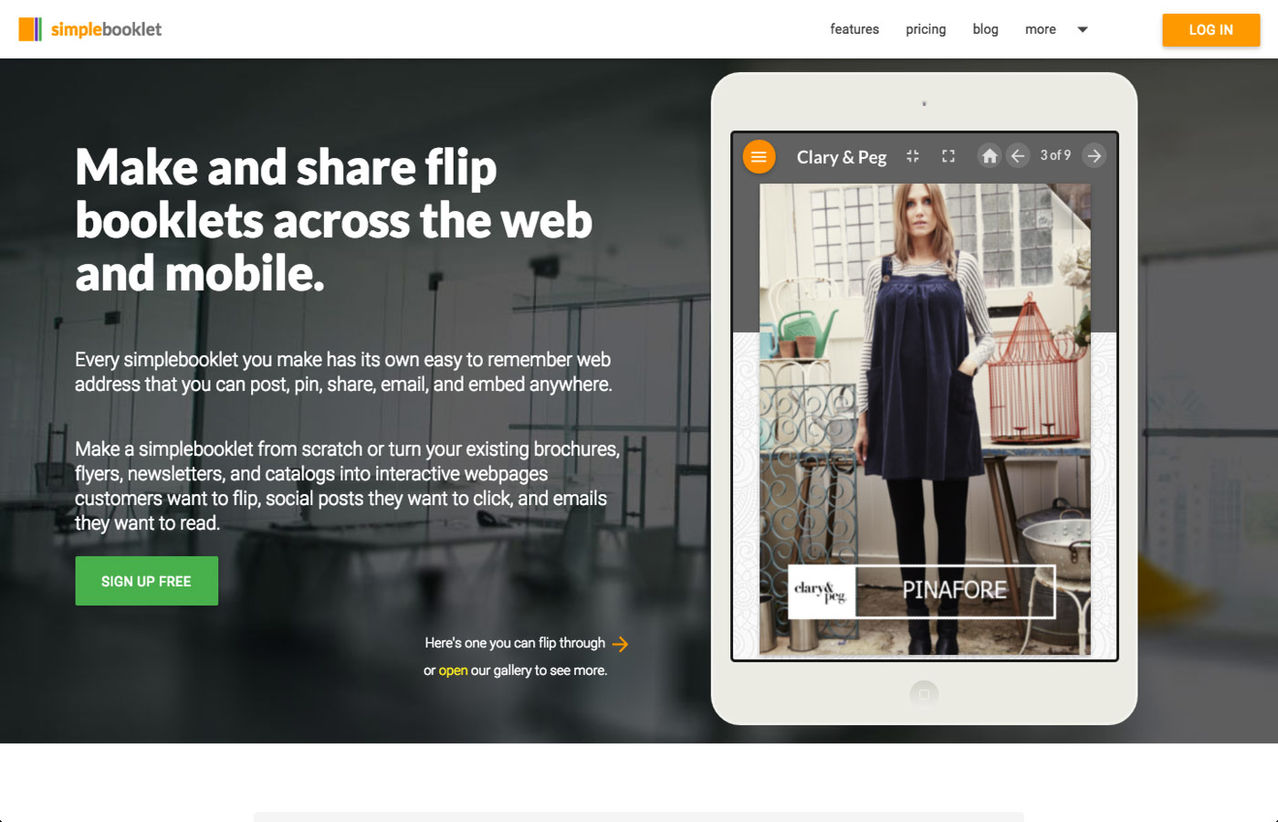 simplebooklet
features pricing blog more
LOG IN
Make and share flip
booklets across the web
and mobile.
Every simplebooklet you make has its own easy to remember web
address that you can post, pin, share, email, and embed anywhere.
Make a simplebooklet from scratch or turn your existing brochures,
flyers, newsletters, and catalogs into interactive webpages
customers want to flip, social posts they want to click, and emails
they want to read.
SIGN UP FREE
Here's one you can flip through
or open our gallery to see more.
Clary & Peg 3 of 9
clary&
peg.
PINAFORE